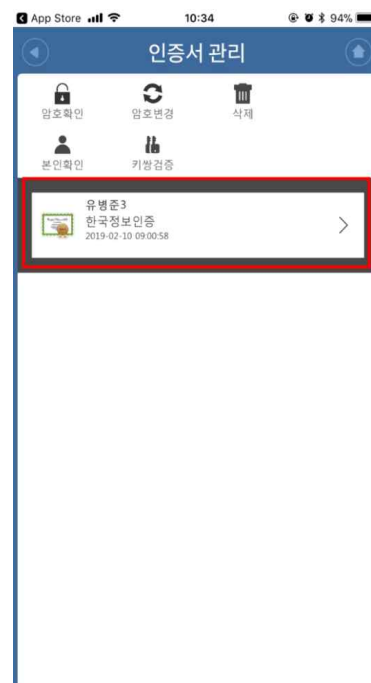 App Store 10:34 94%
인증서 관리
암호확인 암호변경 삭제
본인확인 키쌍검증
유병준3
한국정보인증
2019-02-10 09:00:58